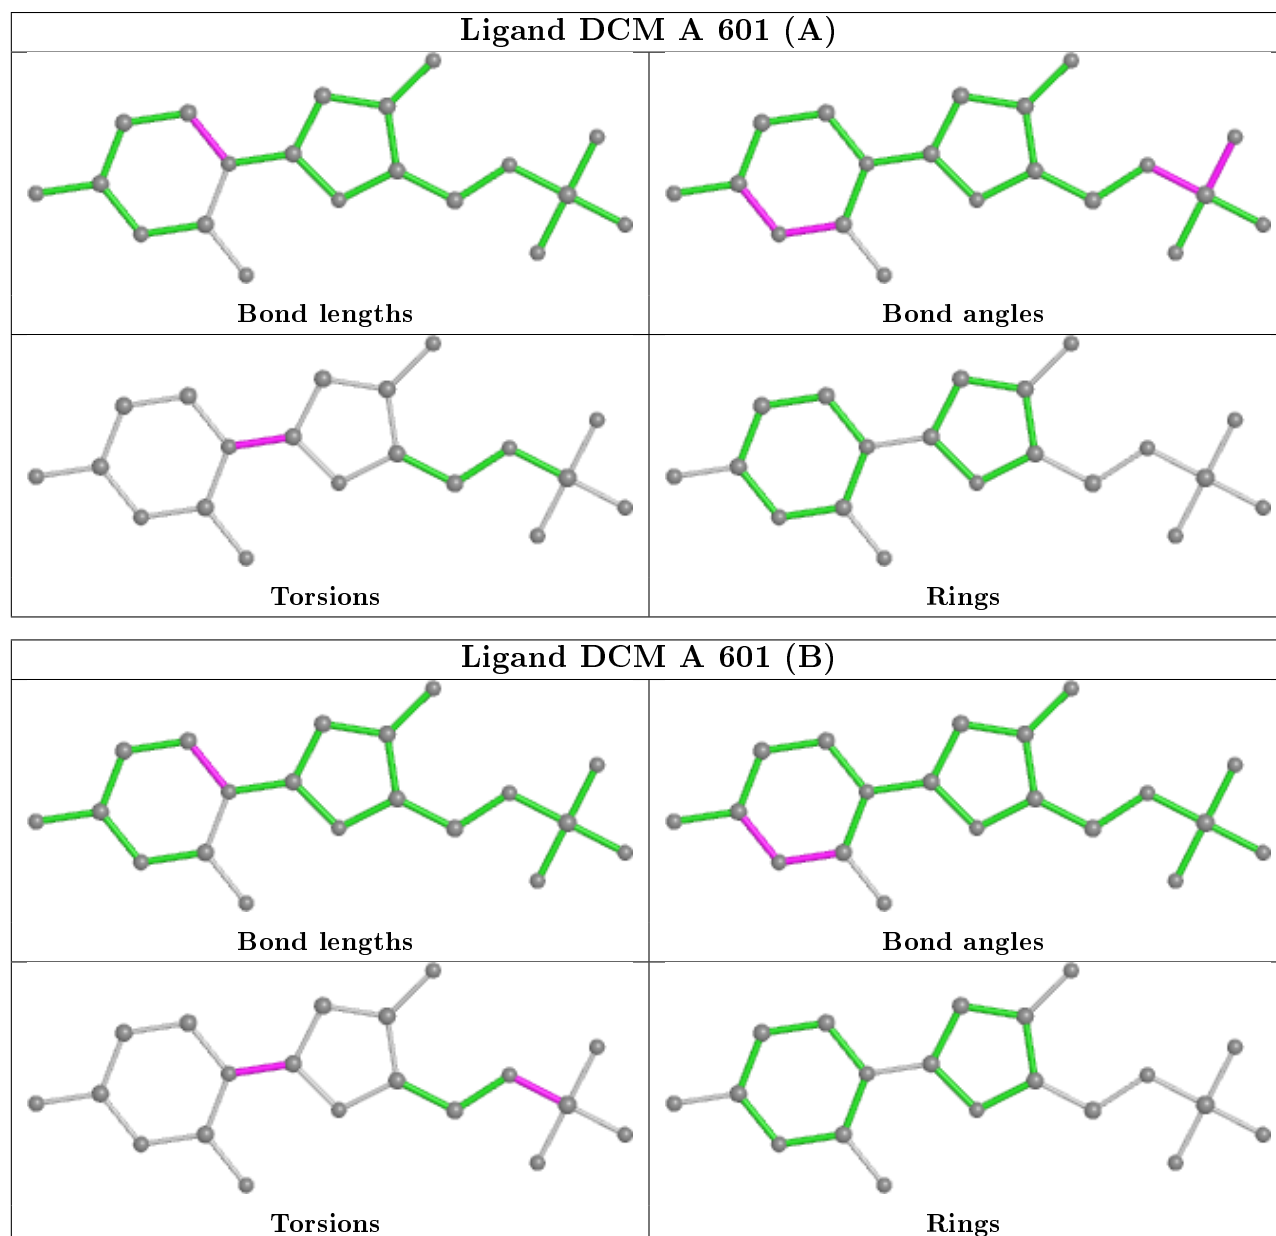 Ligand DCM A 601 (A)
Bond lengths
Bond angles
Torsions
Rings
Ligand DCM A 601 (B)
Bond lengths
Bond angles
Torsions
Rings